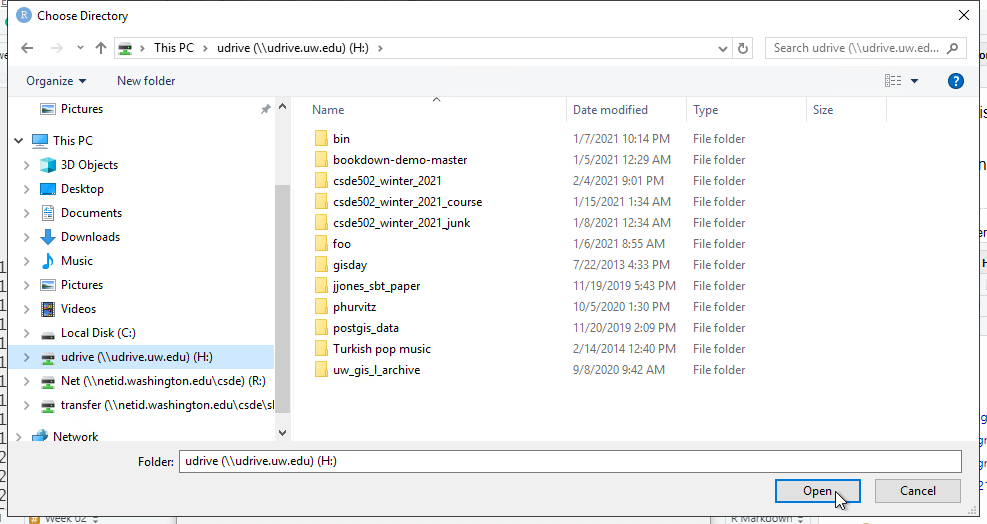 R Choose Directory
This PC > udrive (\\udrive.uw.edu) (H:) >
Search udrive (\\udrive.uw.ed...
Organize
New folder
?
Name Date modified Type Size
Pictures
This PC
3D Objects
Desktop
Documents
Downloads
Music
Pictures
Videos
Local Disk (C:)
udrive (\\udrive.uw.edu) (H:)
Net (\\netid.washington.edu\csde) (R:)
transfer (\\netid.washington.edu\csde\sl
Network
bin 1/7/2021 10:14 PM File folder
bookdown-demo-master 1/5/2021 12:29 AM File folder
csde502_winter_2021 2/4/2021 9:01 PM File folder
csde502_winter_2021_course 1/15/2021 1:34 AM File folder
csde502_winter_2021_junk 1/8/2021 12:34 AM File folder
foo 1/6/2021 8:55 AM File folder
gisday 7/22/2013 4:33 PM File folder
jjones_sbt_paper 11/19/2019 5:43 PM File folder
phurvitz 10/5/2020 1:30 PM File folder
postgis_data 11/20/2019 2:09 PM File folder
Turkish pop music 2/14/2014 12:40 PM File folder
uw_gis_l_archive 9/8/2020 9:42 AM File folder
Folder: udrive (\\udrive.uw.edu) (H:)
Open
Cancel
# Week 02
R Markdown